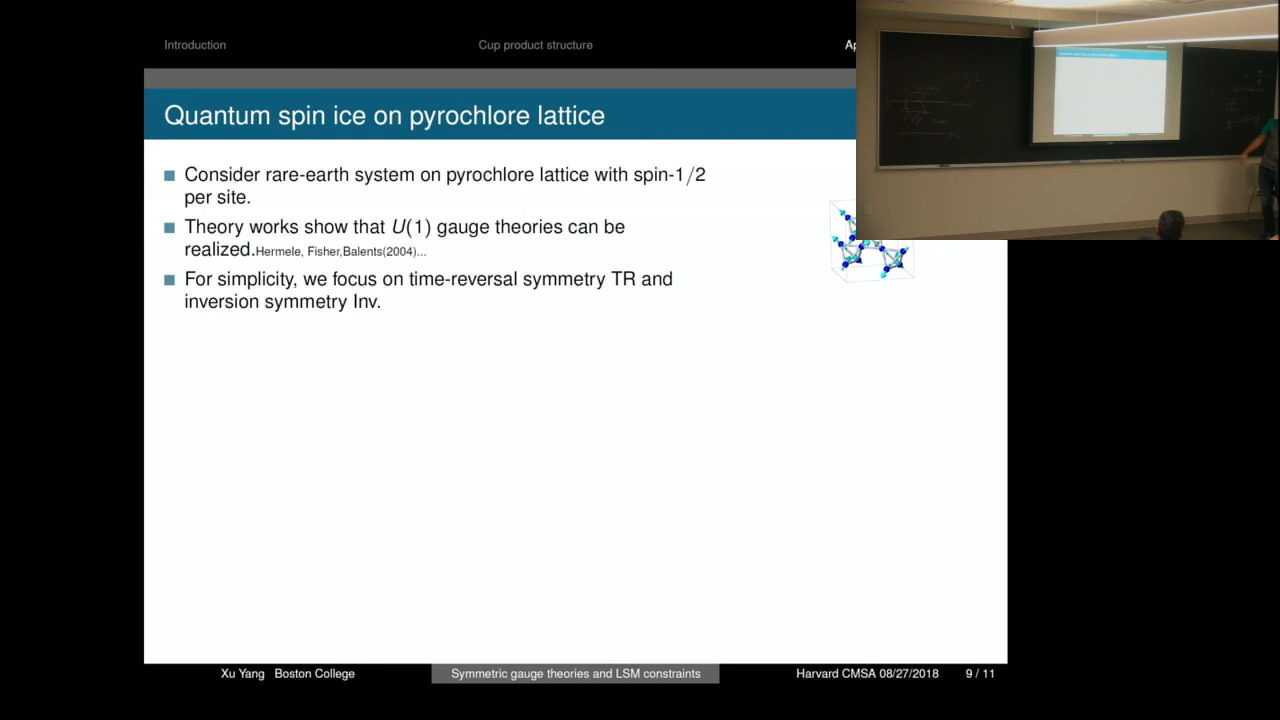 Introduction
Cup product structure
Ap
Quantum spin ice on pyrochlore lattice
Consider rare-earth system on pyrochlore lattice with spin-1/2
per site.
Theory works show that U(1) gauge theories can be
realized.Hermele, Fisher,Balents(2004)...
For simplicity, we focus on time-reversal symmetry TR and
inversion symmetry Inv.
Xu Yang Boston College
Symmetric gauge theories and LSM constraints
Harvard CMSA 08/27/2018 9 / 11